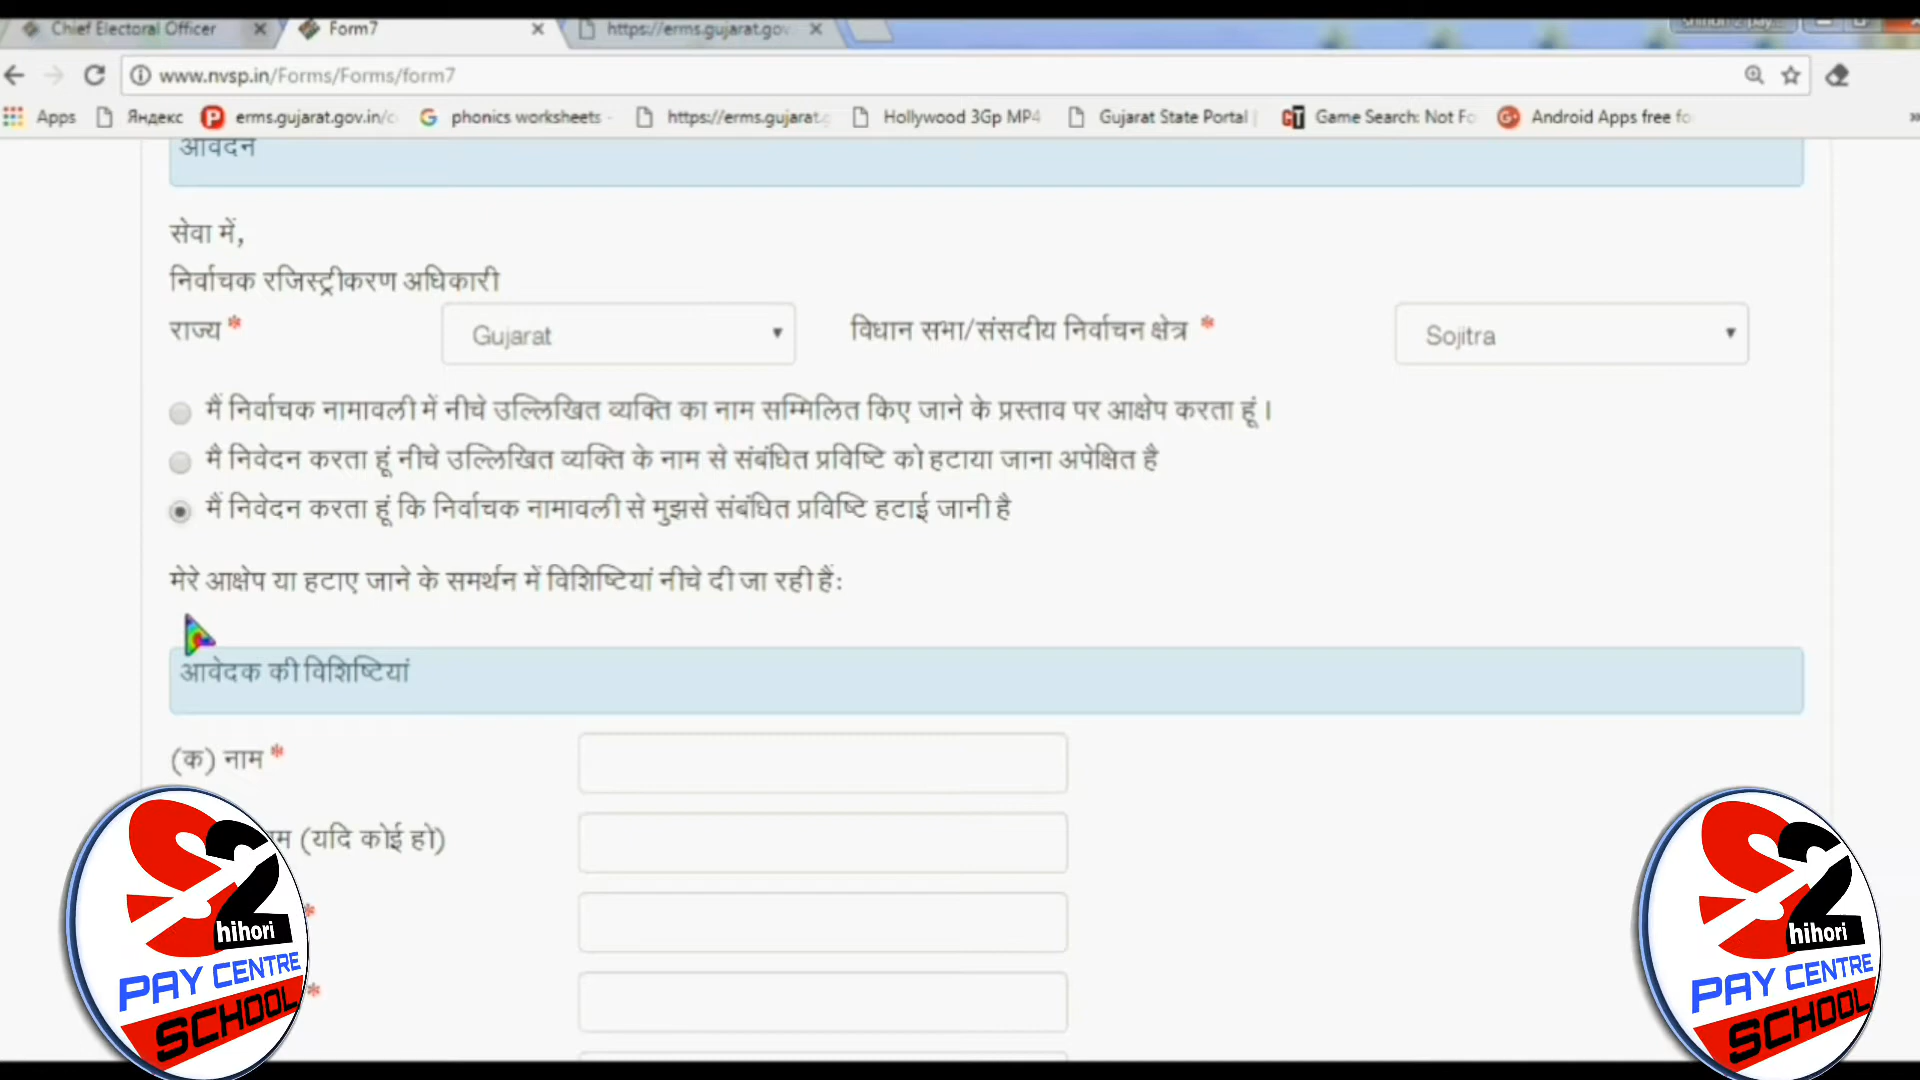 Chief Electoral Officer
Form7
https://erms.gujarat.gov
www.nvsp.in/Forms/Forms/form7
Apps
Яндекс
erms.gujarat.gov.in/c
phonics worksheets -
https://erms.gujarat.g
Hollywood 3Gp MP4
Gujarat State Portal |
Game Search: Not Fo
Android Apps free fo
आवेदन
सेवा में,
निर्वाचक रजिस्ट्रीकरण अधिकारी
राज्य *
Gujarat
विधान सभा/संसदीय निर्वाचन क्षेत्र *
Sojitra
मैं निर्वाचक नामावली में नीचे उल्लिखित व्यक्ति का नाम सम्मिलित किए जाने के प्रस्ताव पर आक्षेप करता हूं ।
मै निवेदन करता हूं नीचे उल्लिखित व्यक्ति के नाम से संबंधित प्रविष्टि को हटाया जाना अपेक्षित है
मैं निवेदन करता हूं कि निर्वाचक नामावली से मुझसे संबंधित प्रविष्टि हटाई जानी है
मेरे आक्षेप या हटाए जाने के समर्थन में विशिष्टियां नीचे दी जा रही हैं:
आवेदक की विशिष्टियां
(क) नाम *
(यदि कोई हो)
*
*
S2
hihori
PAY CENTRE
SCHOOL
S2
hihori
PAY CENTRE
SCHOOL